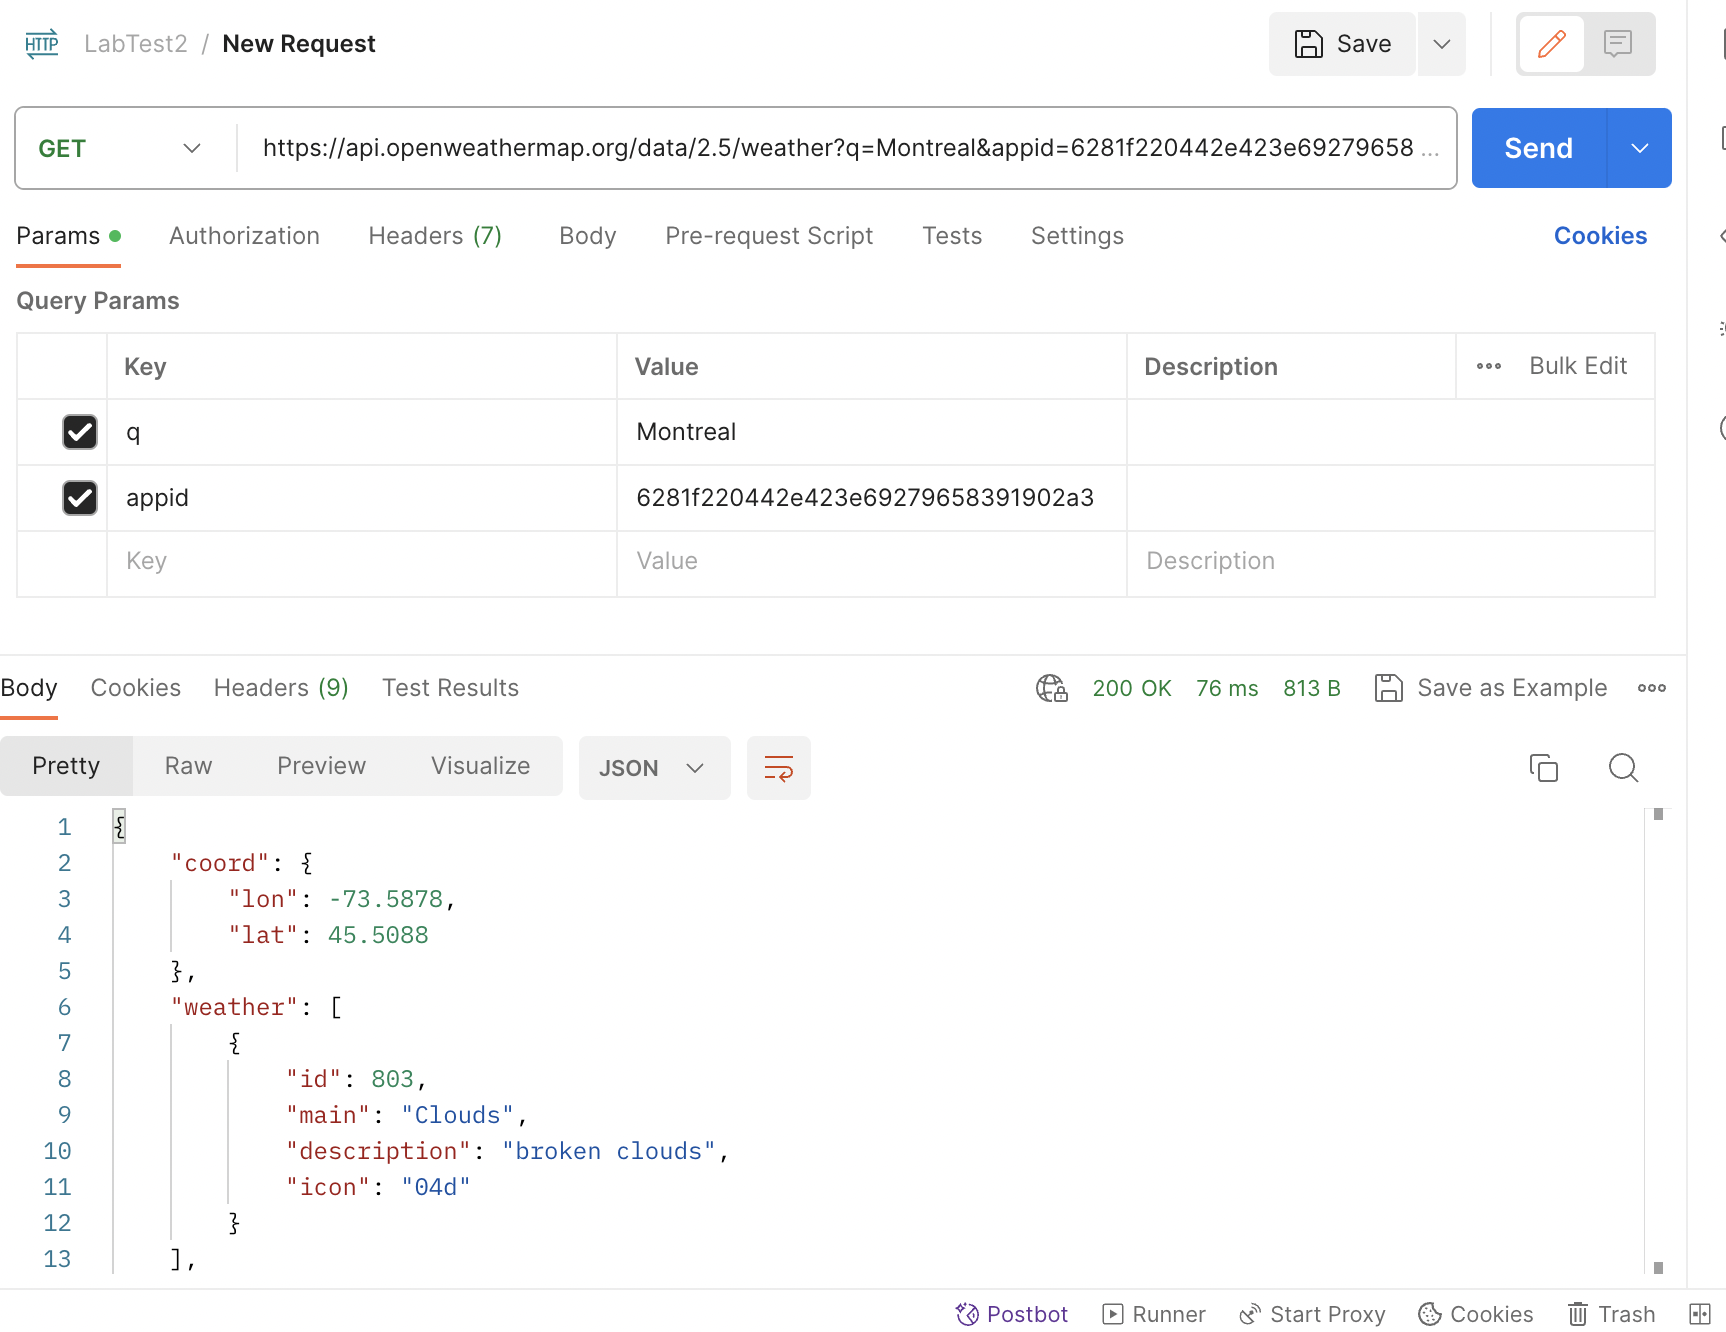 HTTP LabTest2 / New Request Save
GET https://api.openweathermap.org/data/2.5/weather?q=Montreal&appid=6281f220442e423e69279658 ... Send
Params Authorization Headers (7) Body Pre-request Script Tests Settings Cookies
Query Params
Key Value Description Bulk Edit
q Montreal
appid 6281f220442e423e69279658391902a3
Key Value Description
Body Cookies Headers (9) Test Results 200 OK 76 ms 813 B Save as Example
Pretty Raw Preview Visualize JSON
1 {
2 "coord": {
3 "lon": -73.5878,
4 "lat": 45.5088
5 },
6 "weather": [
7 {
8 "id": 803,
9 "main": "Clouds",
10 "description": "broken clouds",
11 "icon": "04d"
12 }
13 ],
Postbot Runner Start Proxy Cookies Trash